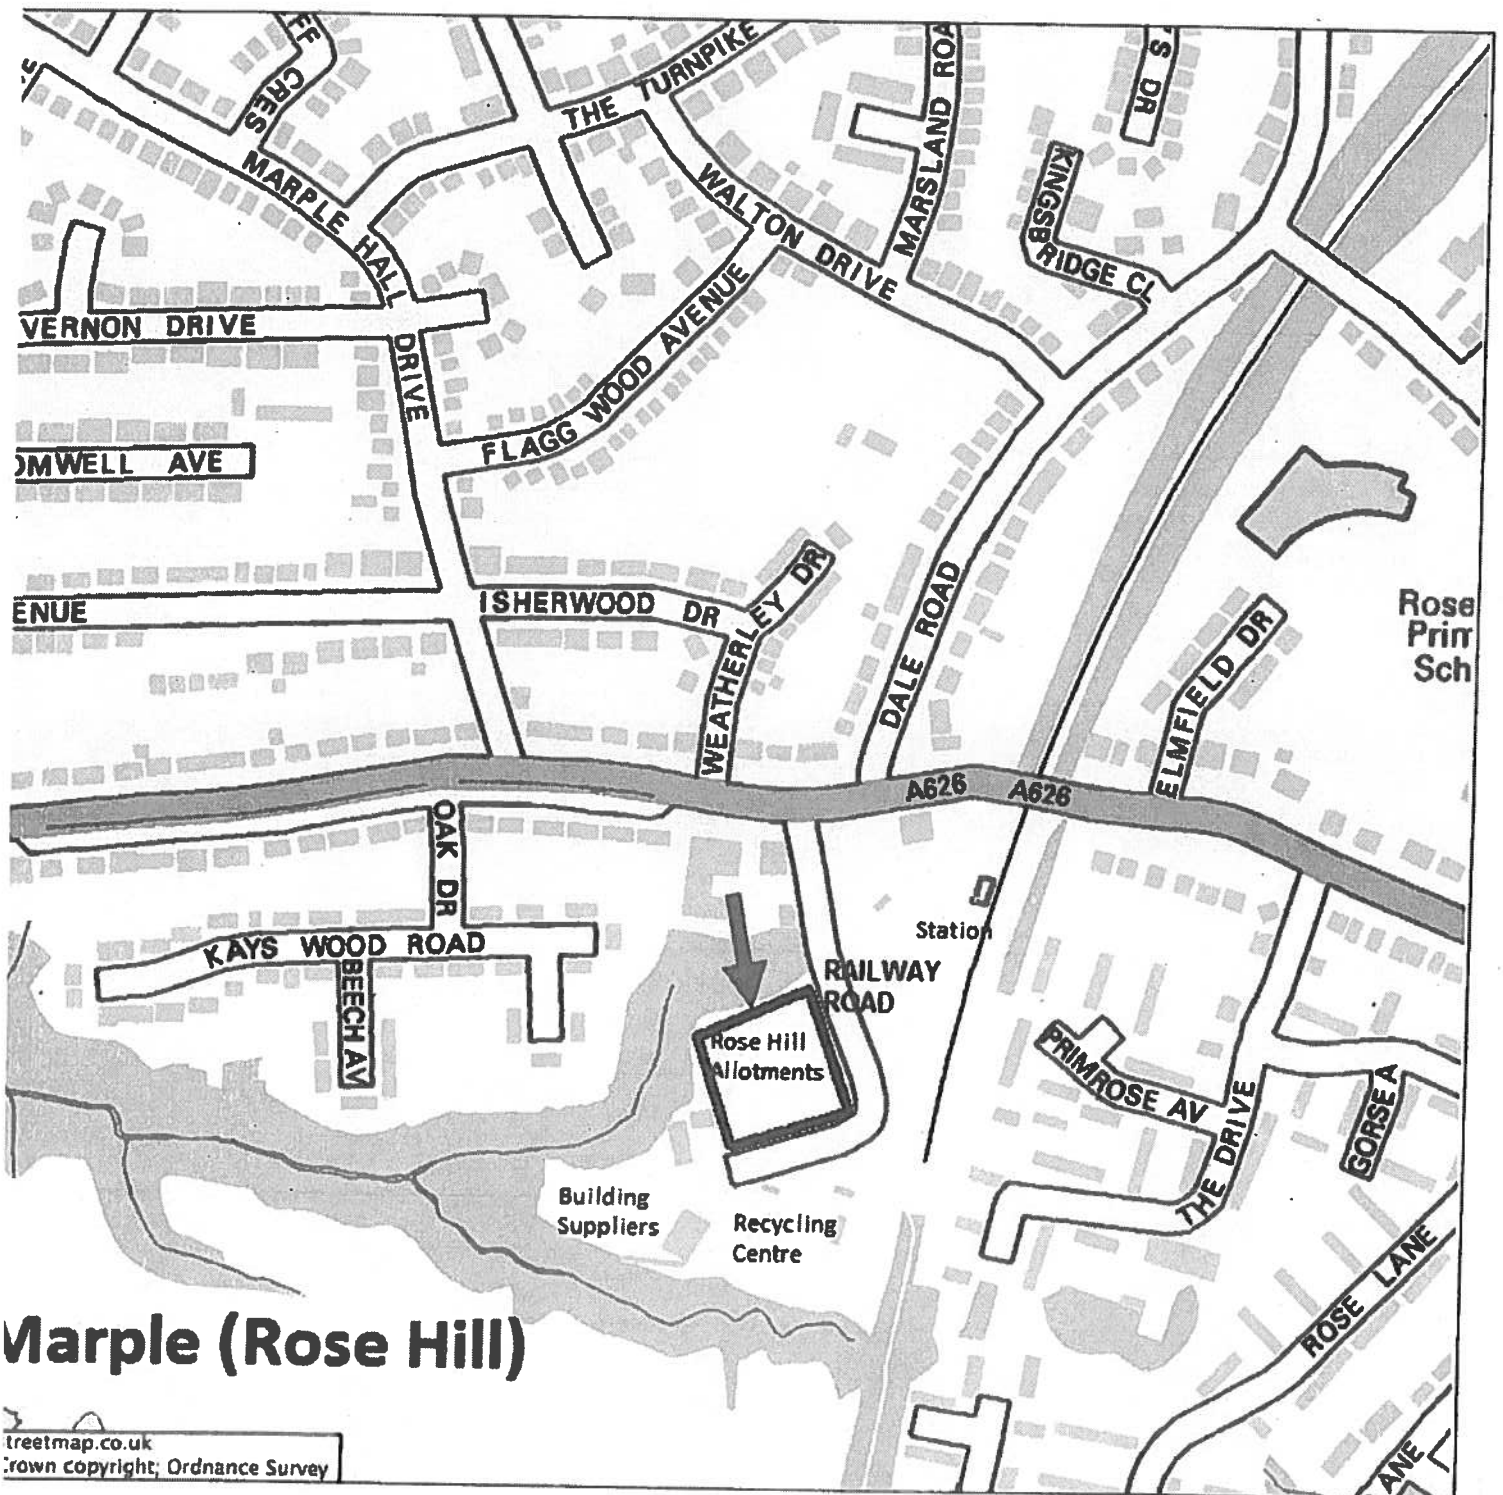 CRES
THE TURNPIKE
MARSLAND ROA
'S DR
MARPLE HALL DRIVE
WALTON DRIVE
KINGSBRIDGE CL
VERNON DRIVE
FLAGG WOOD AVENUE
OMWELL AVE
ENUE
ISHERWOOD DR
WEATHERLEY DR
DALE ROAD
ELMFIELD DR
Rose
Prim
Sch
A626
A626
OAK DR
KAYS WOOD ROAD
BEECH AV
Station
RAILWAY
ROAD
Rose Hill
Allotments
PRIMROSE AV
THE DRIVE
GORSE A
Building
Suppliers
Recycling
Centre
ROSE LANE
Marple (Rose Hill)
treetmap.co.uk
Crown copyright; Ordnance Survey
ANE